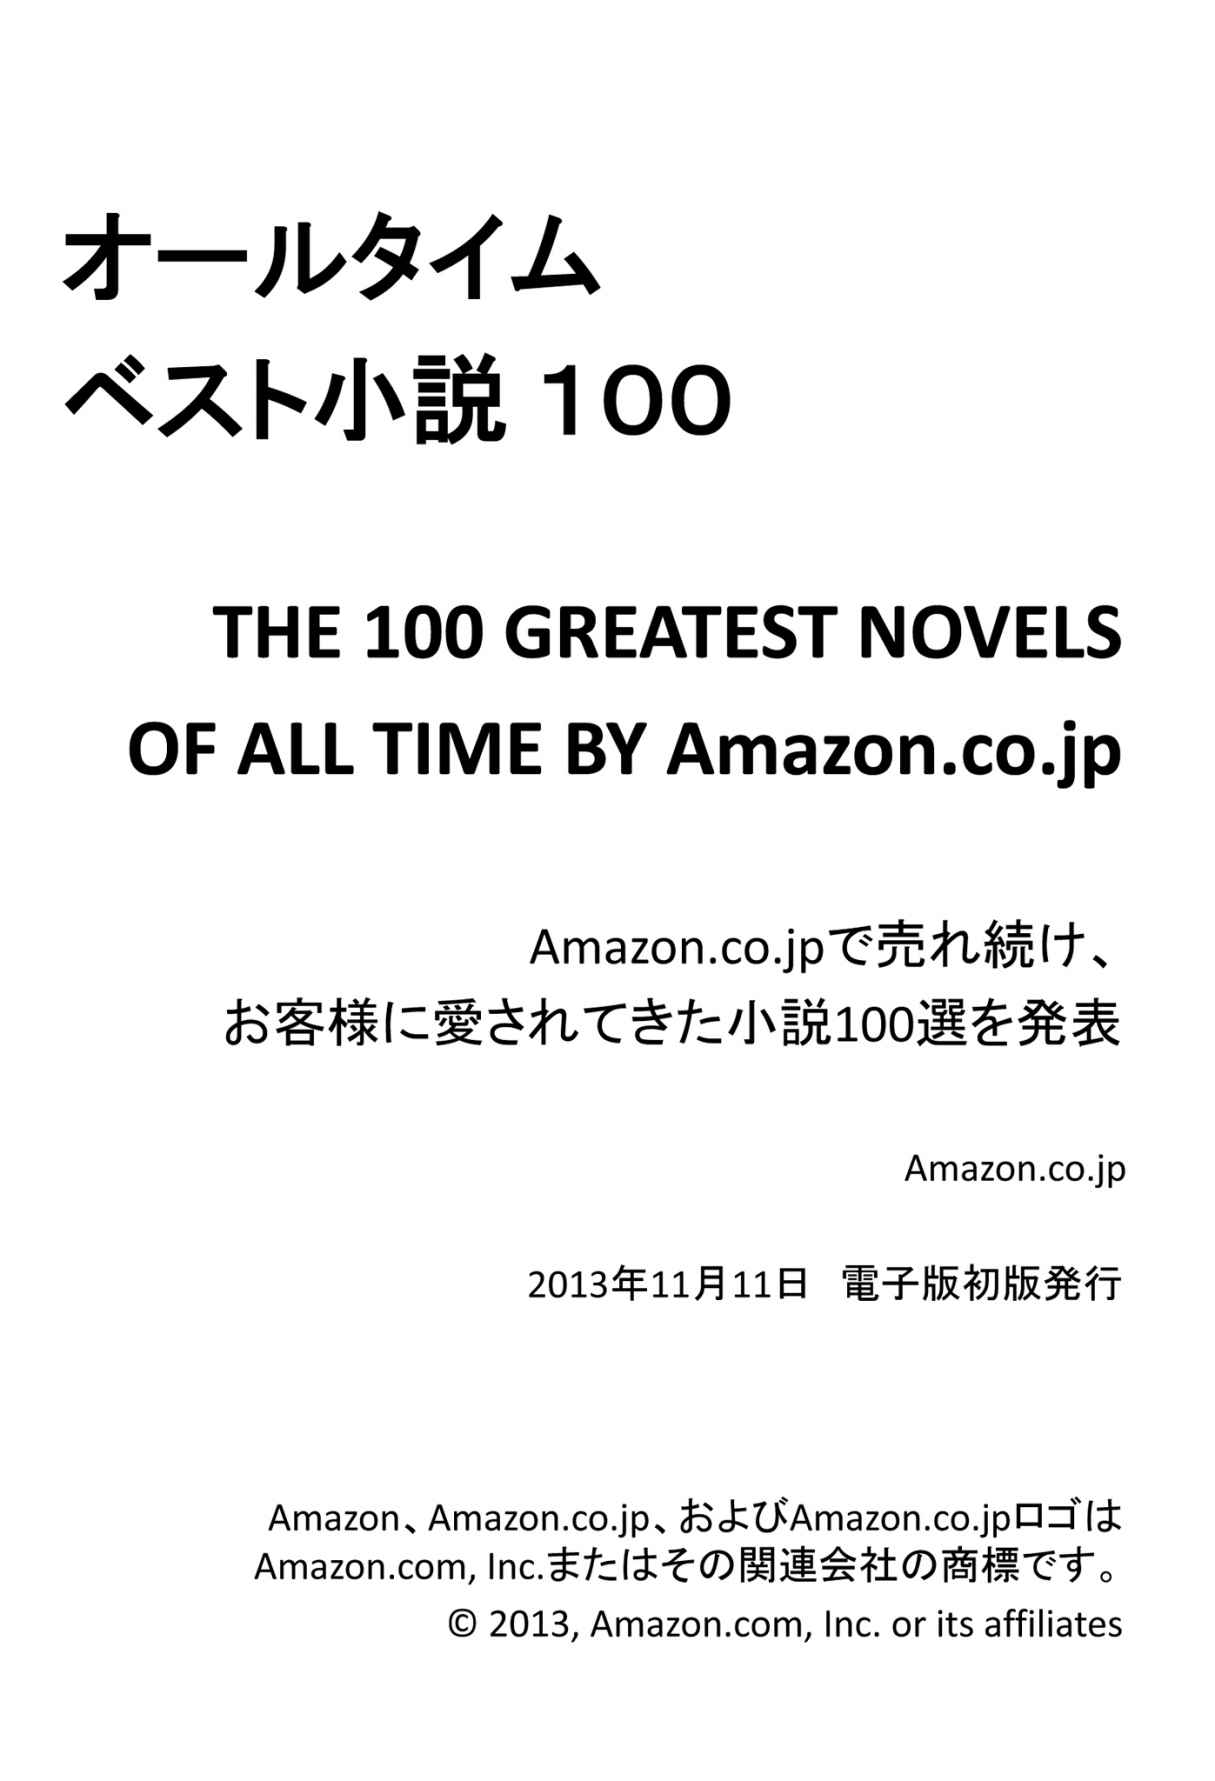 オールタイム
ベスト小説 100
THE 100 GREATEST NOVELS
OF ALL TIME BY Amazon.co.jp
Amazon.co.jpで売れ続け、
お客様に愛されてきた小説100選を発表
Amazon.co.jp
2013年11月11日　電子版初版発行
Amazon、Amazon.co.jp、およびAmazon.co.jpロゴは
Amazon.com, Inc.またはその関連会社の商標です。
© 2013, Amazon.com, Inc. or its affiliates